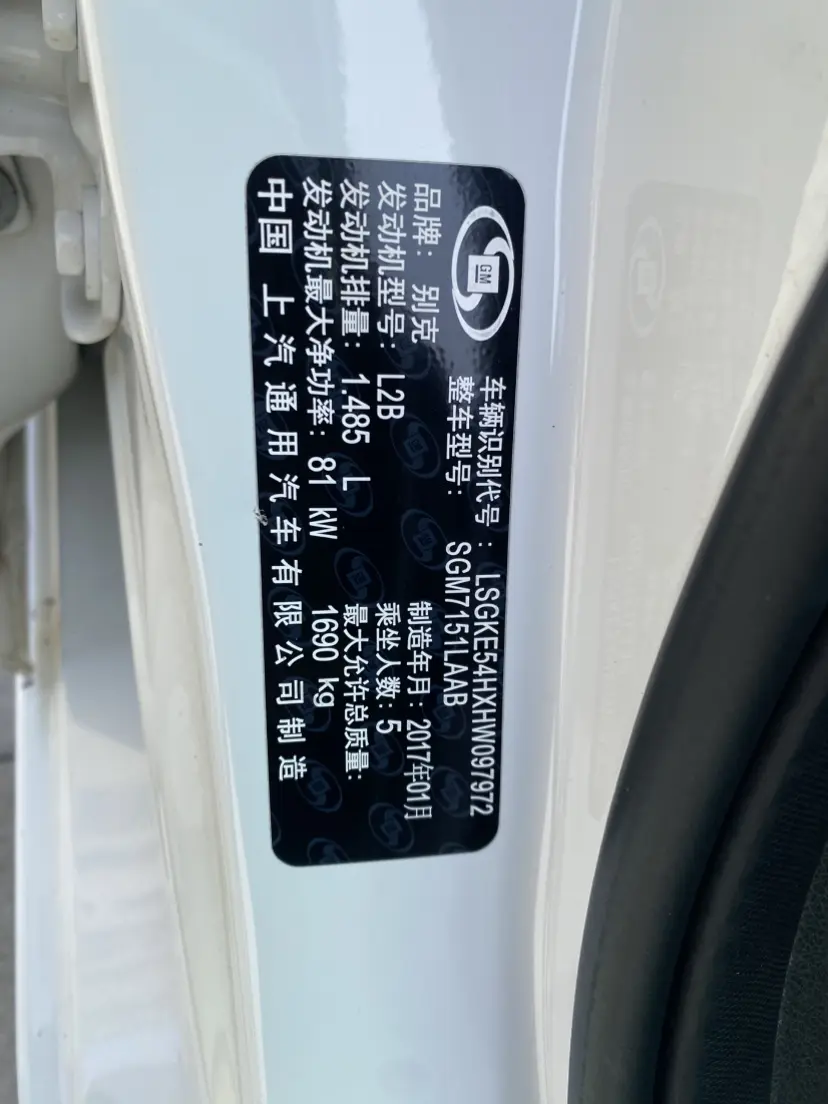 GM
车辆识别代号：LSGKE54HXHW097972
整车型号：SGM7151LAAB
品牌：别克 制造年月：2017年01月
发动机型号：L2B 乘坐人数：5
发动机排量：1.485 L 最大允许总质量：
发动机最大净功率：81 kW 1690 kg
中国 上汽通用汽车有限公司制造